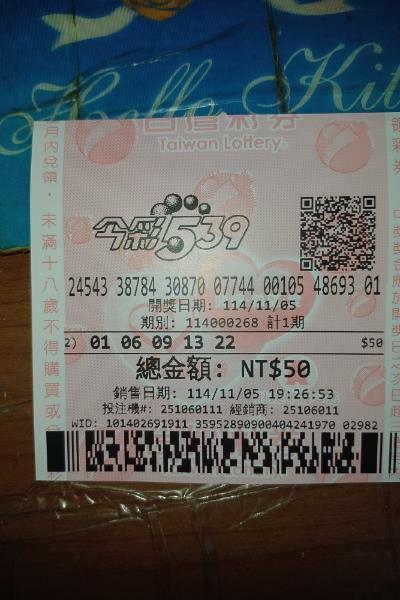 Hello Kit
台灣彩券
Taiwan Lottery
今彩539
24543 38784 30870 07744 00105 48693 01
開獎日期: 114/11/05
期別: 114000268 計1期
2) 01 06 09 13 22 $50
總金額: NT$50
銷售日期: 114/11/05 19:26:53
投注機#: 251060111 經銷商: 25106011
WID: 101402691911 35952890900404241970 02982
月內兌領・未滿十八歲不得購買或